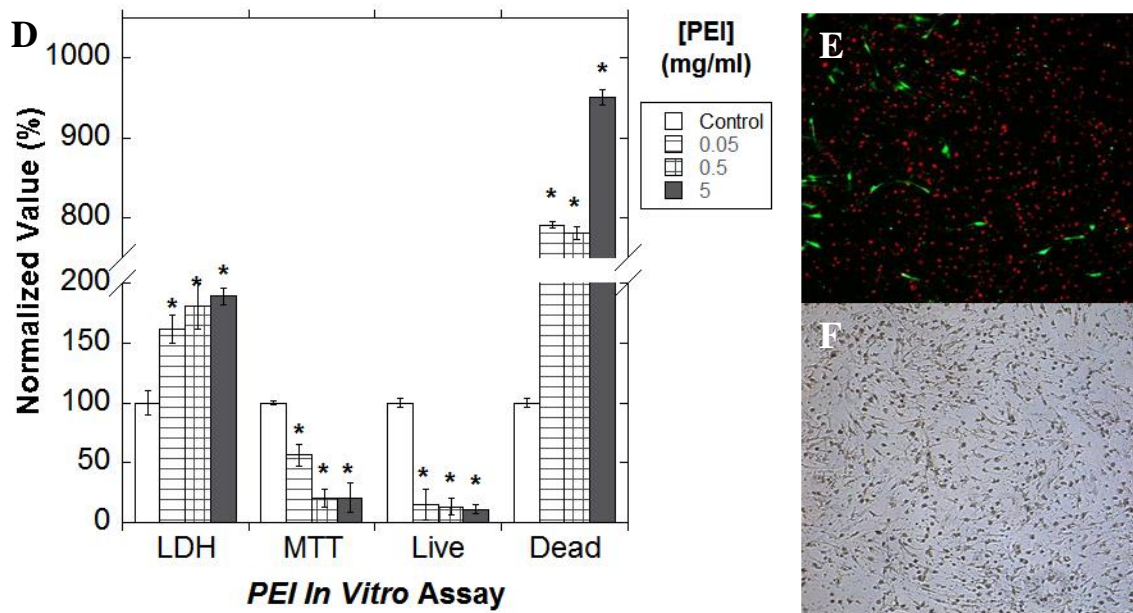 D
Normalized Value (%)
1000
900
800
200
150
100
50
0
* * *
* * *
* * *
* * *
LDH MTT Live Dead
PEI In Vitro Assay
[PEI]
(mg/ml)
Control
0.05
0.5
5
E
F